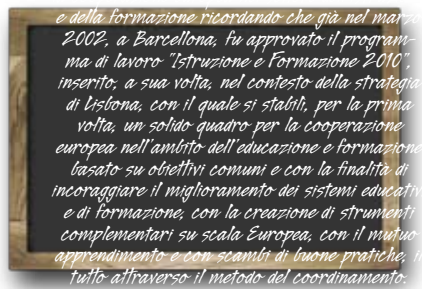 e della formazione ricordando che già nel marzo
2002, a Barcellona, fu approvato il program-
ma di lavoro "Istruzione e Formazione 2010",
inserito, a sua volta, nel contesto della strategia
di Lisbona, con il quale si stabilì, per la prima
volta, un solido quadro per la cooperazione
europea nell'ambito dell'educazione e formazione
basato su obiettivi comuni e con la finalità di
incoraggiare il miglioramento dei sistemi educativi
e di formazione, con la creazione di strumenti
complementari su scala Europea, con il mutuo
apprendimento e con scambi di buone pratiche, il
tutto attraverso il metodo del coordinamento.